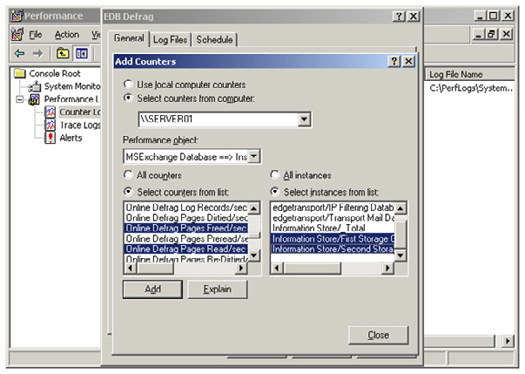 Performance
EDB Defrag
File Action
General Log Files Schedule
Add Counters
Console Root
System Monito
Performance L
Counter Lo
Trace Logs
Alerts
Log File Name
C:\PerfLogs\System...
Use local computer counters
Select counters from computer:
\\SERVER01
Performance object:
MSExchange Database ==> Ins
All counters
All instances
Select counters from list:
Select instances from list:
Online Defrag Log Records/sec
Online Defrag Pages Dirtied/sec
Online Defrag Pages Freed/sec
Online Defrag Pages Preread/se
Online Defrag Pages Read/sec
Online Defrag Pages Re-Dirtied/
edgetransport/IP Filtering Datab
edgetransport/Transport Mail Da
Information Store/_Total
Information Store/First Storage G
Information Store/Second Stora
Add
Explain
Close